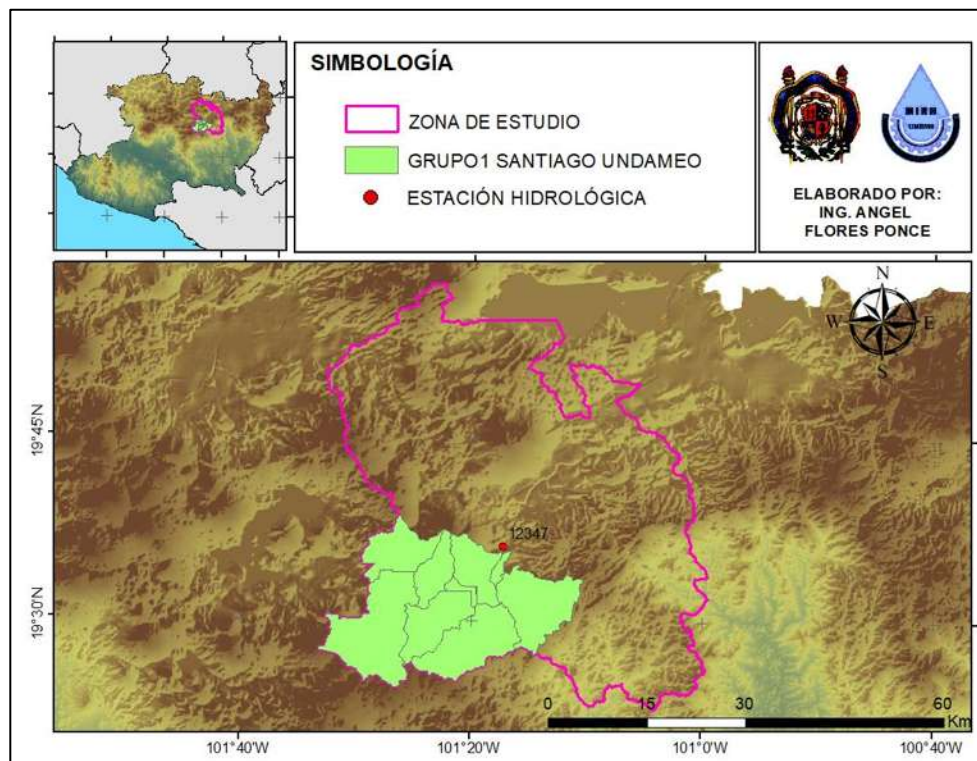 SIMBOLOGÍA
ZONA DE ESTUDIO
GRUPO1 SANTIAGO UNDAMEO
ESTACIÓN HIDROLÓGICA
ELABORADO POR:
ING. ANGEL
FLORES PONCE
N
W
E
S
12347
19°45'N
19°30'N
0
15
30
60
Km
101°40'W
101°20'W
101°0'W
100°40'W